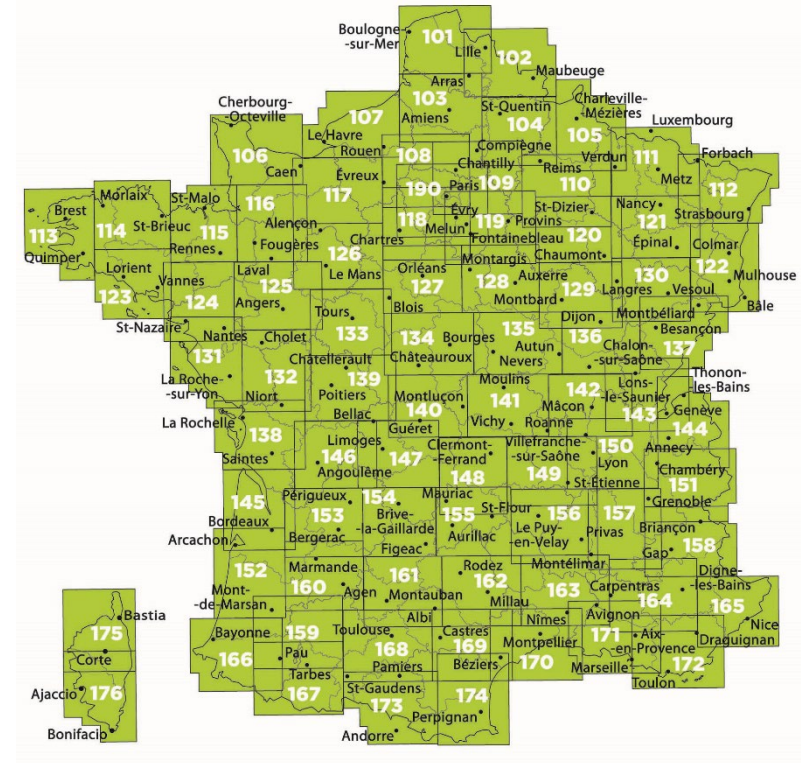 Boulogne-
-sur-Mer
101
Lille
102
Maubeuge
Arras
103
Amiens
Cherbourg-
-Octeville
107
St-Quentin
104
Charleville-
-Mézières
105
Luxembourg
Le Havre
Rouen
108
Compiègne
Chantilly
106
Caen
Évreux
117
190
Paris
109
Reims
110
Verdun
111
Metz
Forbach
112
Morlaix
St-Malo
116
Brest
113
114
St-Brieuc
115
Rennes
Fougères
Alençon
118
Chartres
Évry
Melun
119
Provins
Fontainebleau
St-Dizier
120
Chaumont
Nancy
121
Épinal
Strasbourg
Colmar
Quimper
Lorient
123
Vannes
126
Le Mans
Laval
125
Angers
Orléans
127
Blois
Montargis
128
Auxerre
Montbard
129
Langres
130
Vesoul
122
Mulhouse
Bâle
124
St-Nazaire
Nantes
Cholet
Tours
133
134
Bourges
135
Autun
Nevers
Dijon
136
Montbéliard
Besançon
137
Chalon-
-sur-Saône
131
La Roche-
-sur-Yon
132
Niort
Châtellerault
139
Poitiers
Châteauroux
Moulins
141
Montluçon
140
142
Mâcon
Lons-
-le-Saunier
143
Thonon-
-les-Bains
Genève
144
Annecy
La Rochelle
138
Saintes
Bellac
Guéret
Vichy
Roanne
Limoges
146
Angoulême
147
Clermont-
-Ferrand
148
Villefranche-
-sur-Saône
149
150
Lyon
St-Étienne
Chambéry
151
Grenoble
145
Bordeaux
Arcachon
Périgueux
153
Bergerac
154
Brive-
-la-Gaillarde
Figeac
Mauriac
155
Aurillac
St-Flour
156
Le Puy-
-en-Velay
157
Privas
Briançon
158
Gap
Montélimar
152
Mont-
-de-Marsan
Marmande
160
Agen
161
Montauban
Albi
Rodez
162
Millau
163
Nîmes
Carpentras
Avignon
164
Digne-
-les-Bains
165
Nice
Draguignan
Bayonne
166
159
Pau
Tarbes
167
Toulouse
168
Pamiers
Castres
169
Béziers
Montpellier
170
171
Aix-
-en-Provence
Marseille
172
Toulon
St-Gaudens
173
Andorre
174
Perpignan
Bastia
175
Corte
Ajaccio
176
Bonifacio